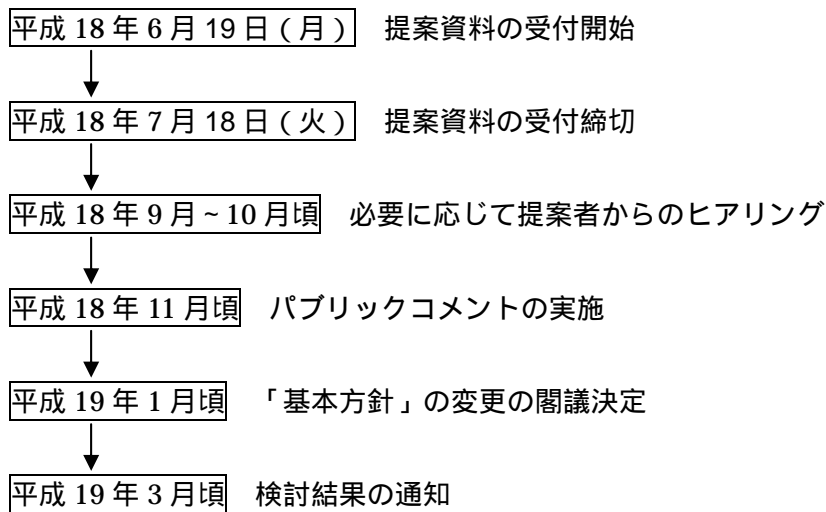 平成 18 年 6 月 19 日(月) 提案資料の受付開始
平成 18 年 7 月 18 日(火) 提案資料の受付締切
平成 18 年 9 月~10 月頃 必要に応じて提案者からのヒアリング
平成 18 年 11 月頃 パブリックコメントの実施
平成 19 年 1 月頃 「基本方針」の変更の閣議決定
平成 19 年 3 月頃 検討結果の通知